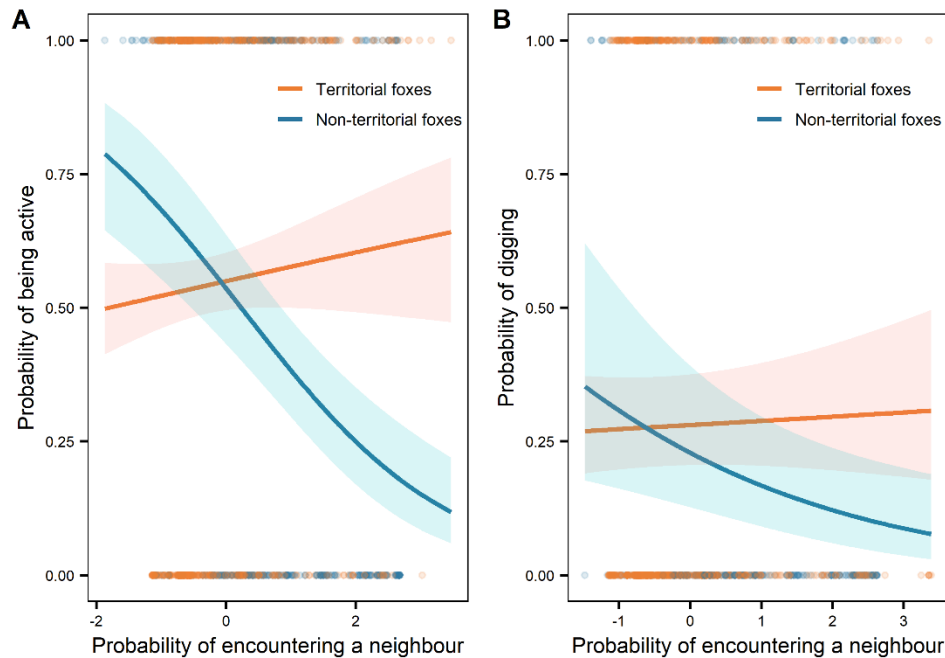 A
Probability of being active
1.00
0.75
0.50
0.25
0.00
Territorial foxes
Non-territorial foxes
-2
0
2
Probability of encountering a neighbour
B
Probability of digging
1.00
0.75
0.50
0.25
0.00
Territorial foxes
Non-territorial foxes
-1
0
1
2
3
Probability of encountering a neighbour